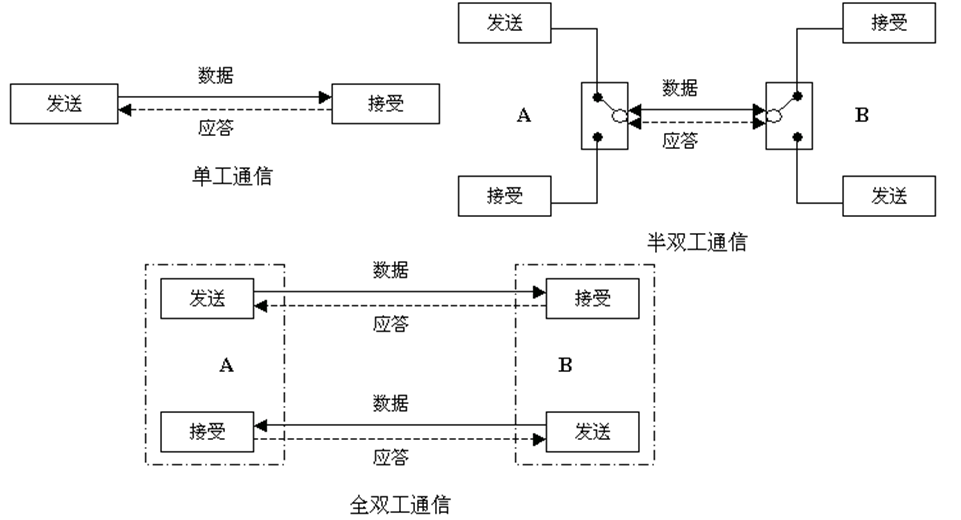 数据
发送
接受
应答
单工通信
发送
接受
A
数据
应答
B
接受
发送
半双工通信
数据
发送
接受
应答
A
B
数据
接受
发送
应答
全双工通信